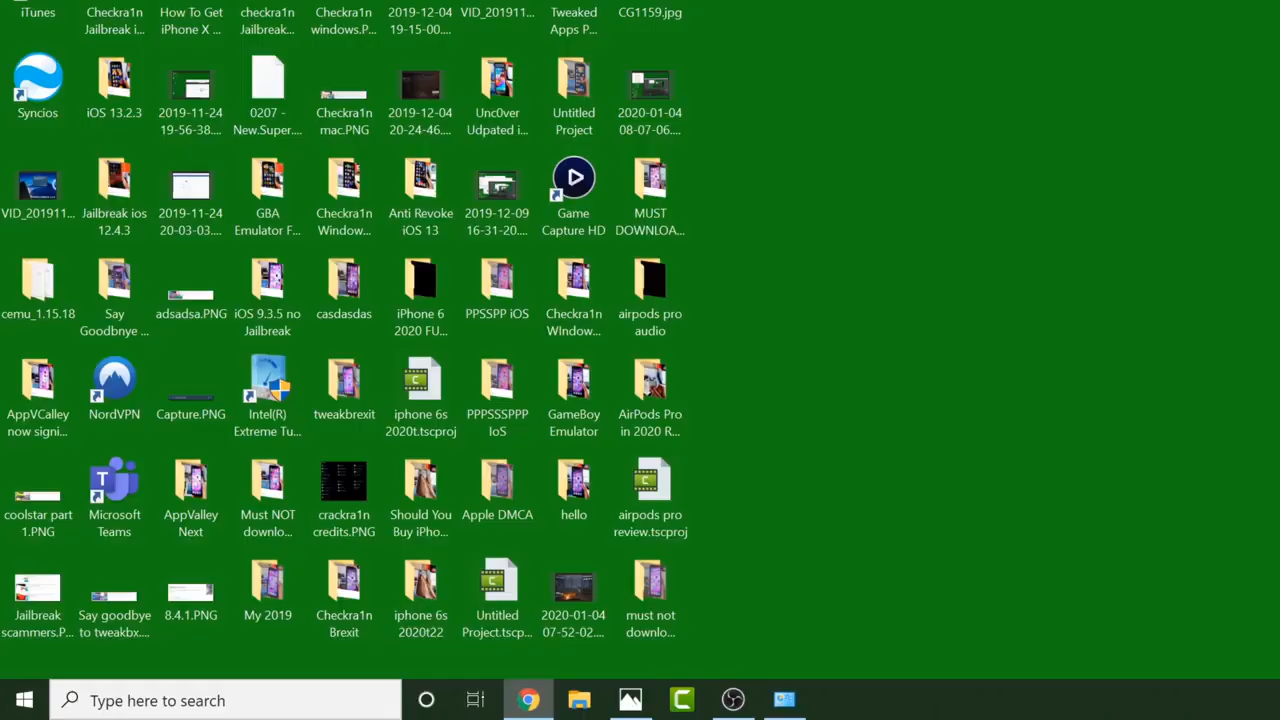 iTunes
checkra1n
Jailbreak i...
How To Get
iPhone X ...
checkra1n
Jailbreak...
Checkra1n
windows.P...
2019-12-04
19-15-00....
VID_201911...
Tweaked
Apps P...
CG1159.jpg
Syncios
iOS 13.2.3
2019-11-24
19-56-38....
0207 -
New.Super....
Checkra1n
mac.PNG
2019-12-04
20-24-46....
Unc0ver
Udpated i...
Untitled
Project
2020-01-04
08-07-06....
VID_201911...
Jailbreak ios
12.4.3
2019-11-24
20-03-03....
GBA
Emulator F...
Checkra1n
Window...
Anti Revoke
iOS 13
2019-12-09
16-31-20....
Game
Capture HD
MUST
DOWNLOA...
cemu_1.15.18
Say
Goodbnye ...
adsadsa.PNG
iOS 9.3.5 no
Jailbreak
casdasdas
iPhone 6
2020 FU...
PPSSPP iOS
Checkra1n
WIndow...
airpods pro
audio
AppVCalley
now signi...
NordVPN
Capture.PNG
Intel(R)
Extreme Tu...
tweakbrexit
iphone 6s
2020t.tscproj
PPPSSSPPP
IoS
GameBoy
Emulator
AirPods Pro
in 2020 R...
coolstar part
1.PNG
Microsoft
Teams
AppValley
Next
Must NOT
downlo...
crackra1n
credits.PNG
Should You
Buy iPho...
Apple DMCA
hello
airpods pro
review.tscproj
Jailbreak
scammers.P...
Say goodbye
to tweakbx....
8.4.1.PNG
My 2019
Checkra1n
Brexit
iphone 6s
2020t22
Untitled
Project.tscp...
2020-01-04
07-52-02....
must not
downlo...
Type here to search